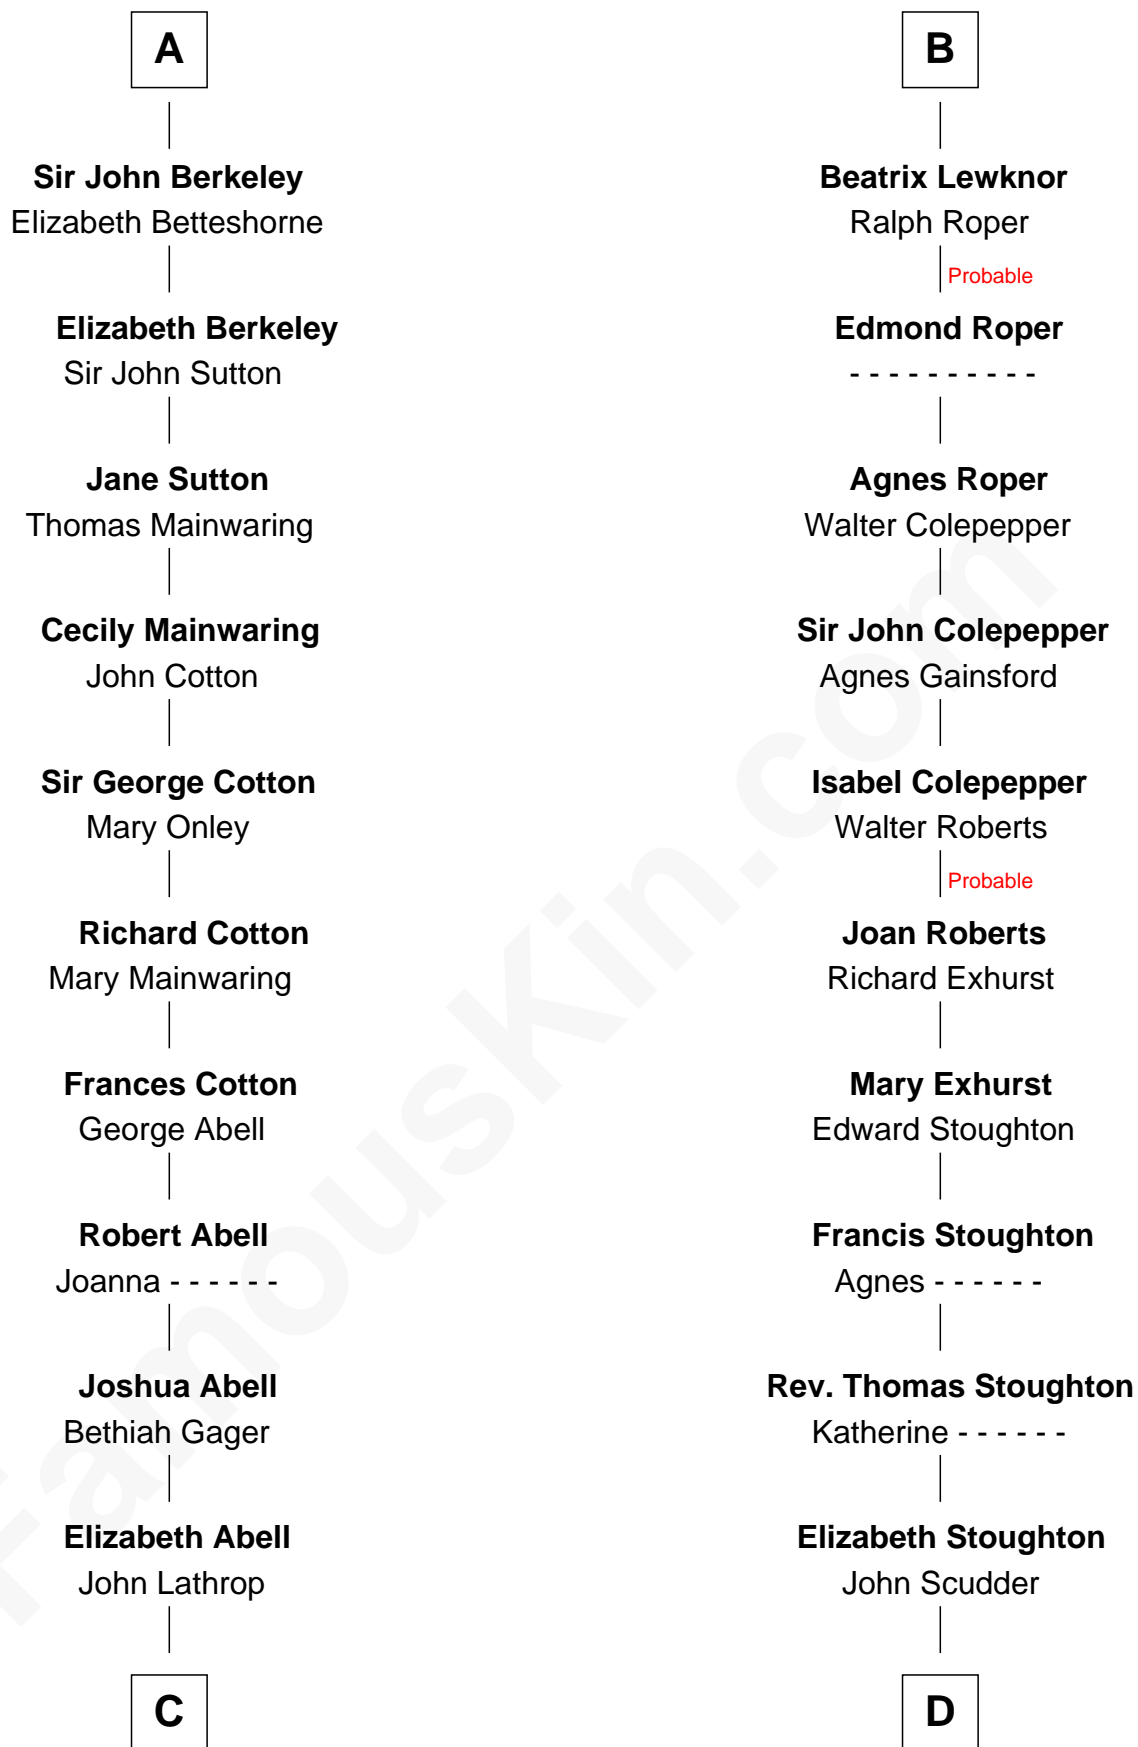 A
Sir John Berkeley
Elizabeth Betteshorne
Elizabeth Berkeley
Sir John Sutton
Jane Sutton
Thomas Mainwaring
Cecily Mainwaring
John Cotton
Sir George Cotton
Mary Onley
Richard Cotton
Mary Mainwaring
Frances Cotton
George Abell
Robert Abell
Joanna - - - - - -
Joshua Abell
Bethiah Gager
Elizabeth Abell
John Lathrop
C
B
Beatrix Lewknor
Ralph Roper
Probable
Edmond Roper
- - - - - - - - - -
Agnes Roper
Walter Colepepper
Sir John Colepepper
Agnes Gainsford
Isabel Colepepper
Walter Roberts
Probable
Joan Roberts
Richard Exhurst
Mary Exhurst
Edward Stoughton
Francis Stoughton
Agnes - - - - - -
Rev. Thomas Stoughton
Katherine - - - - - -
Elizabeth Stoughton
John Scudder
D
FamousKin.com